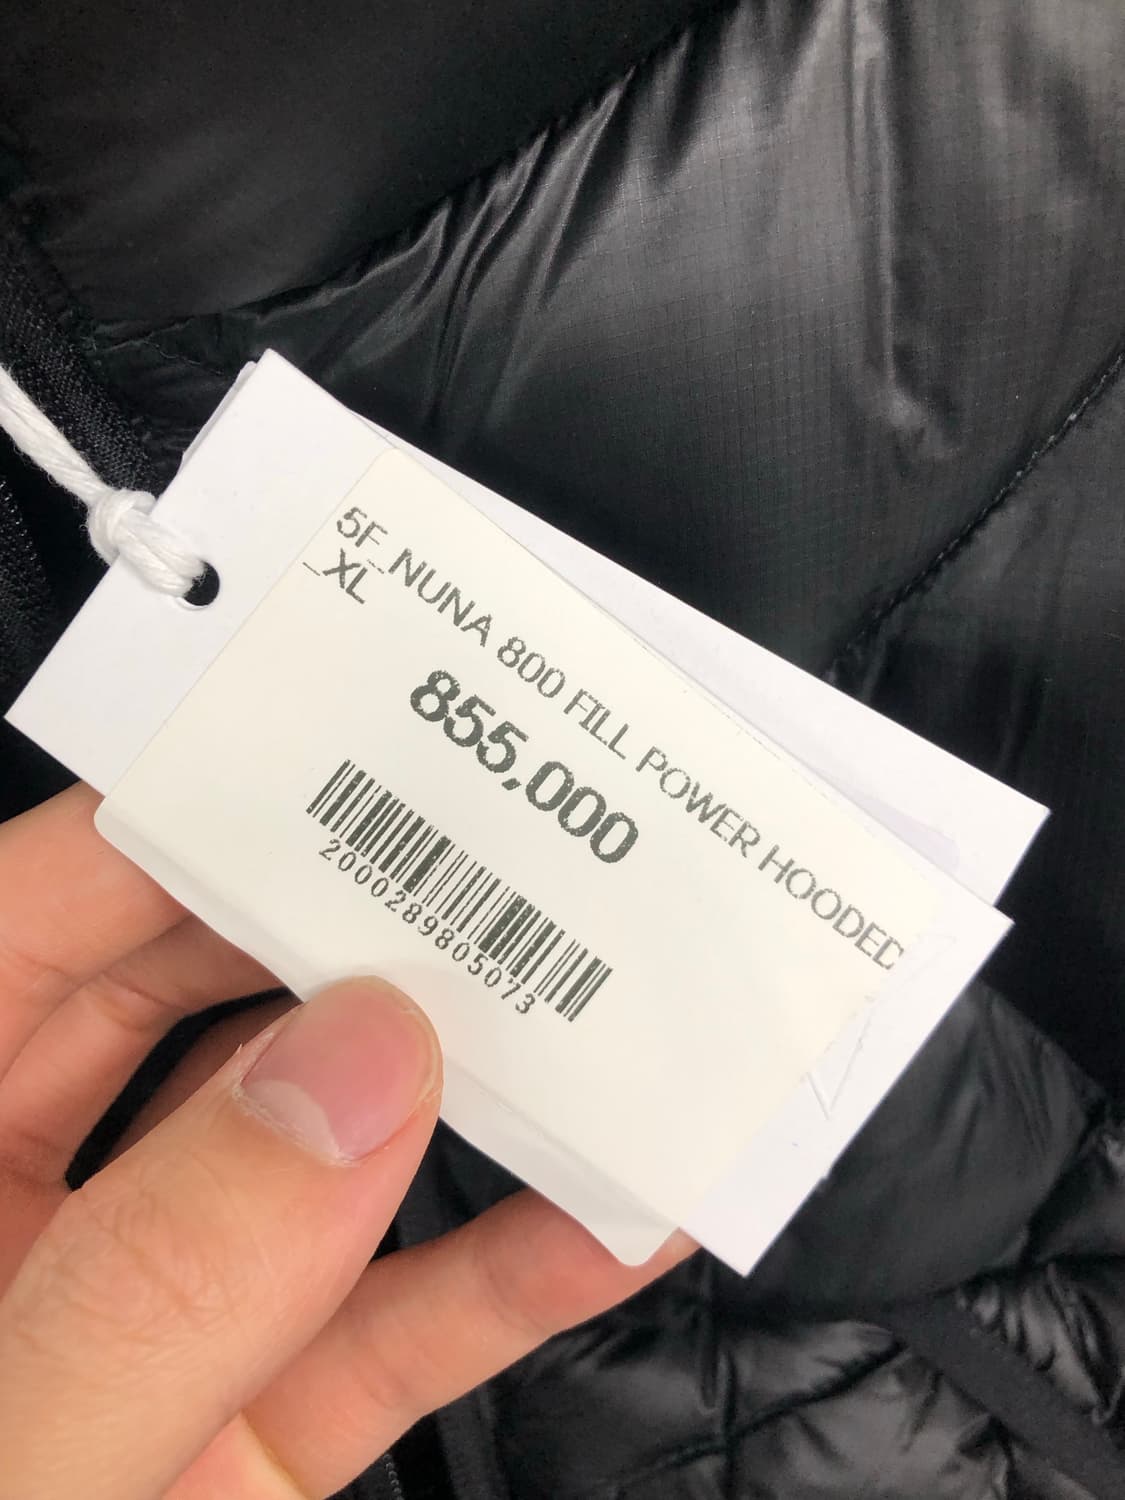 5F_NUNA 800 FILL POWER HOODED
_XL
855,000
2000289805073